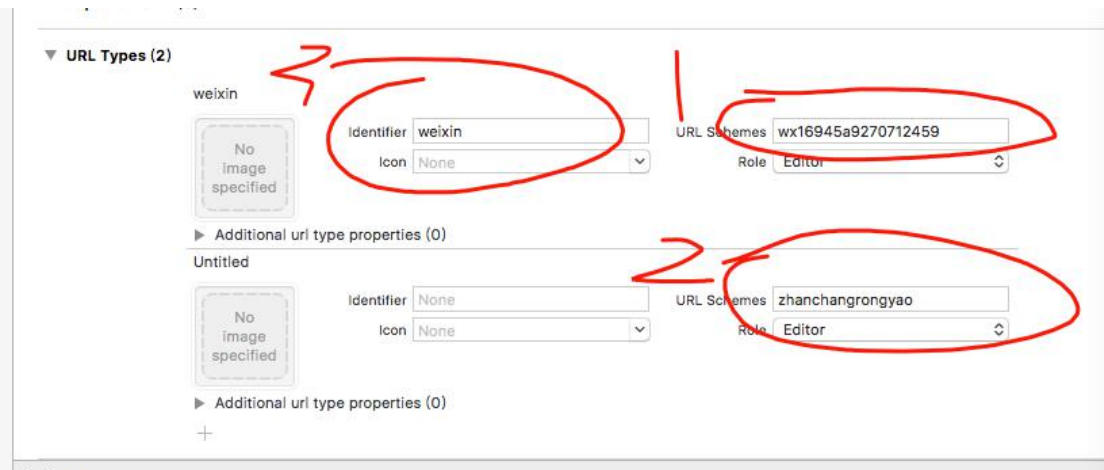 URL Types (2)
weixin
3
1
Identifier weixin URL Schemes wx16945a9270712459
No image specified
Icon None Role Editor
Additional url type properties (0)
Untitled
2
Identifier None URL Schemes zhanchangrongyao
No image specified
Icon None Role Editor
Additional url type properties (0)